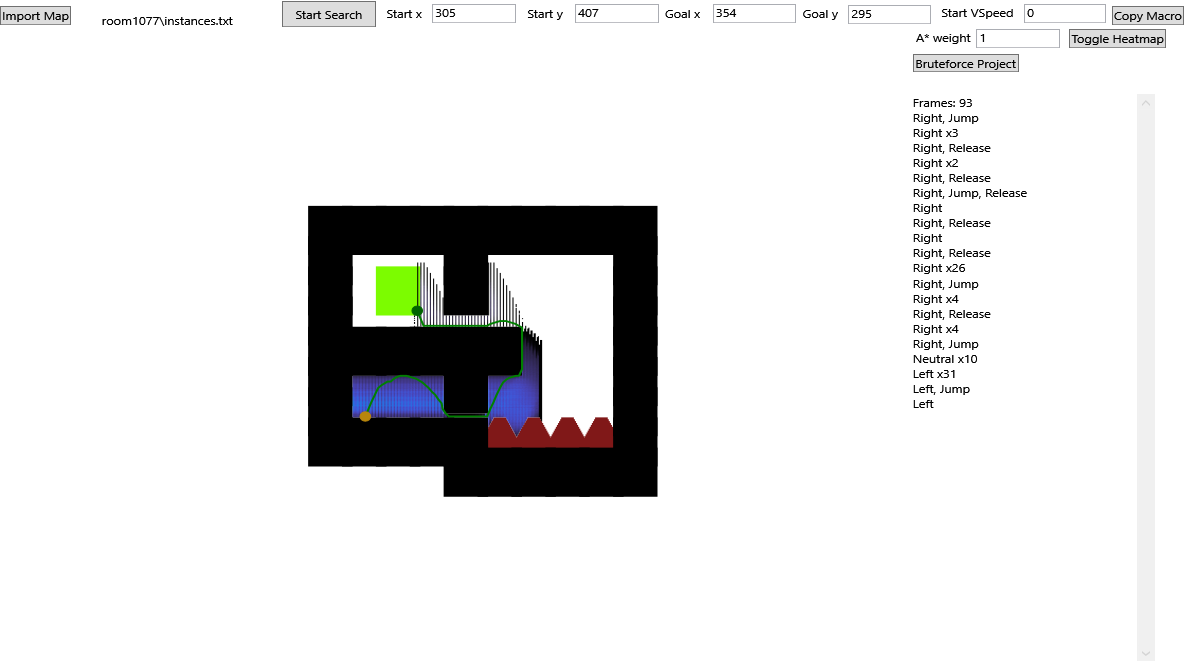 Import Map
room1077\instances.txt
Start Search
Start x
305
Start y
407
Goal x
354
Goal y
295
Start VSpeed
0
Copy Macro
A* weight
1
Toggle Heatmap
Bruteforce Project
Frames: 93
Right, Jump
Right x3
Right, Release
Right x2
Right, Release
Right, Jump, Release
Right
Right, Release
Right
Right, Release
Right x26
Right, Jump
Right x4
Right, Release
Right x4
Right, Jump
Neutral x10
Left x31
Left, Jump
Left